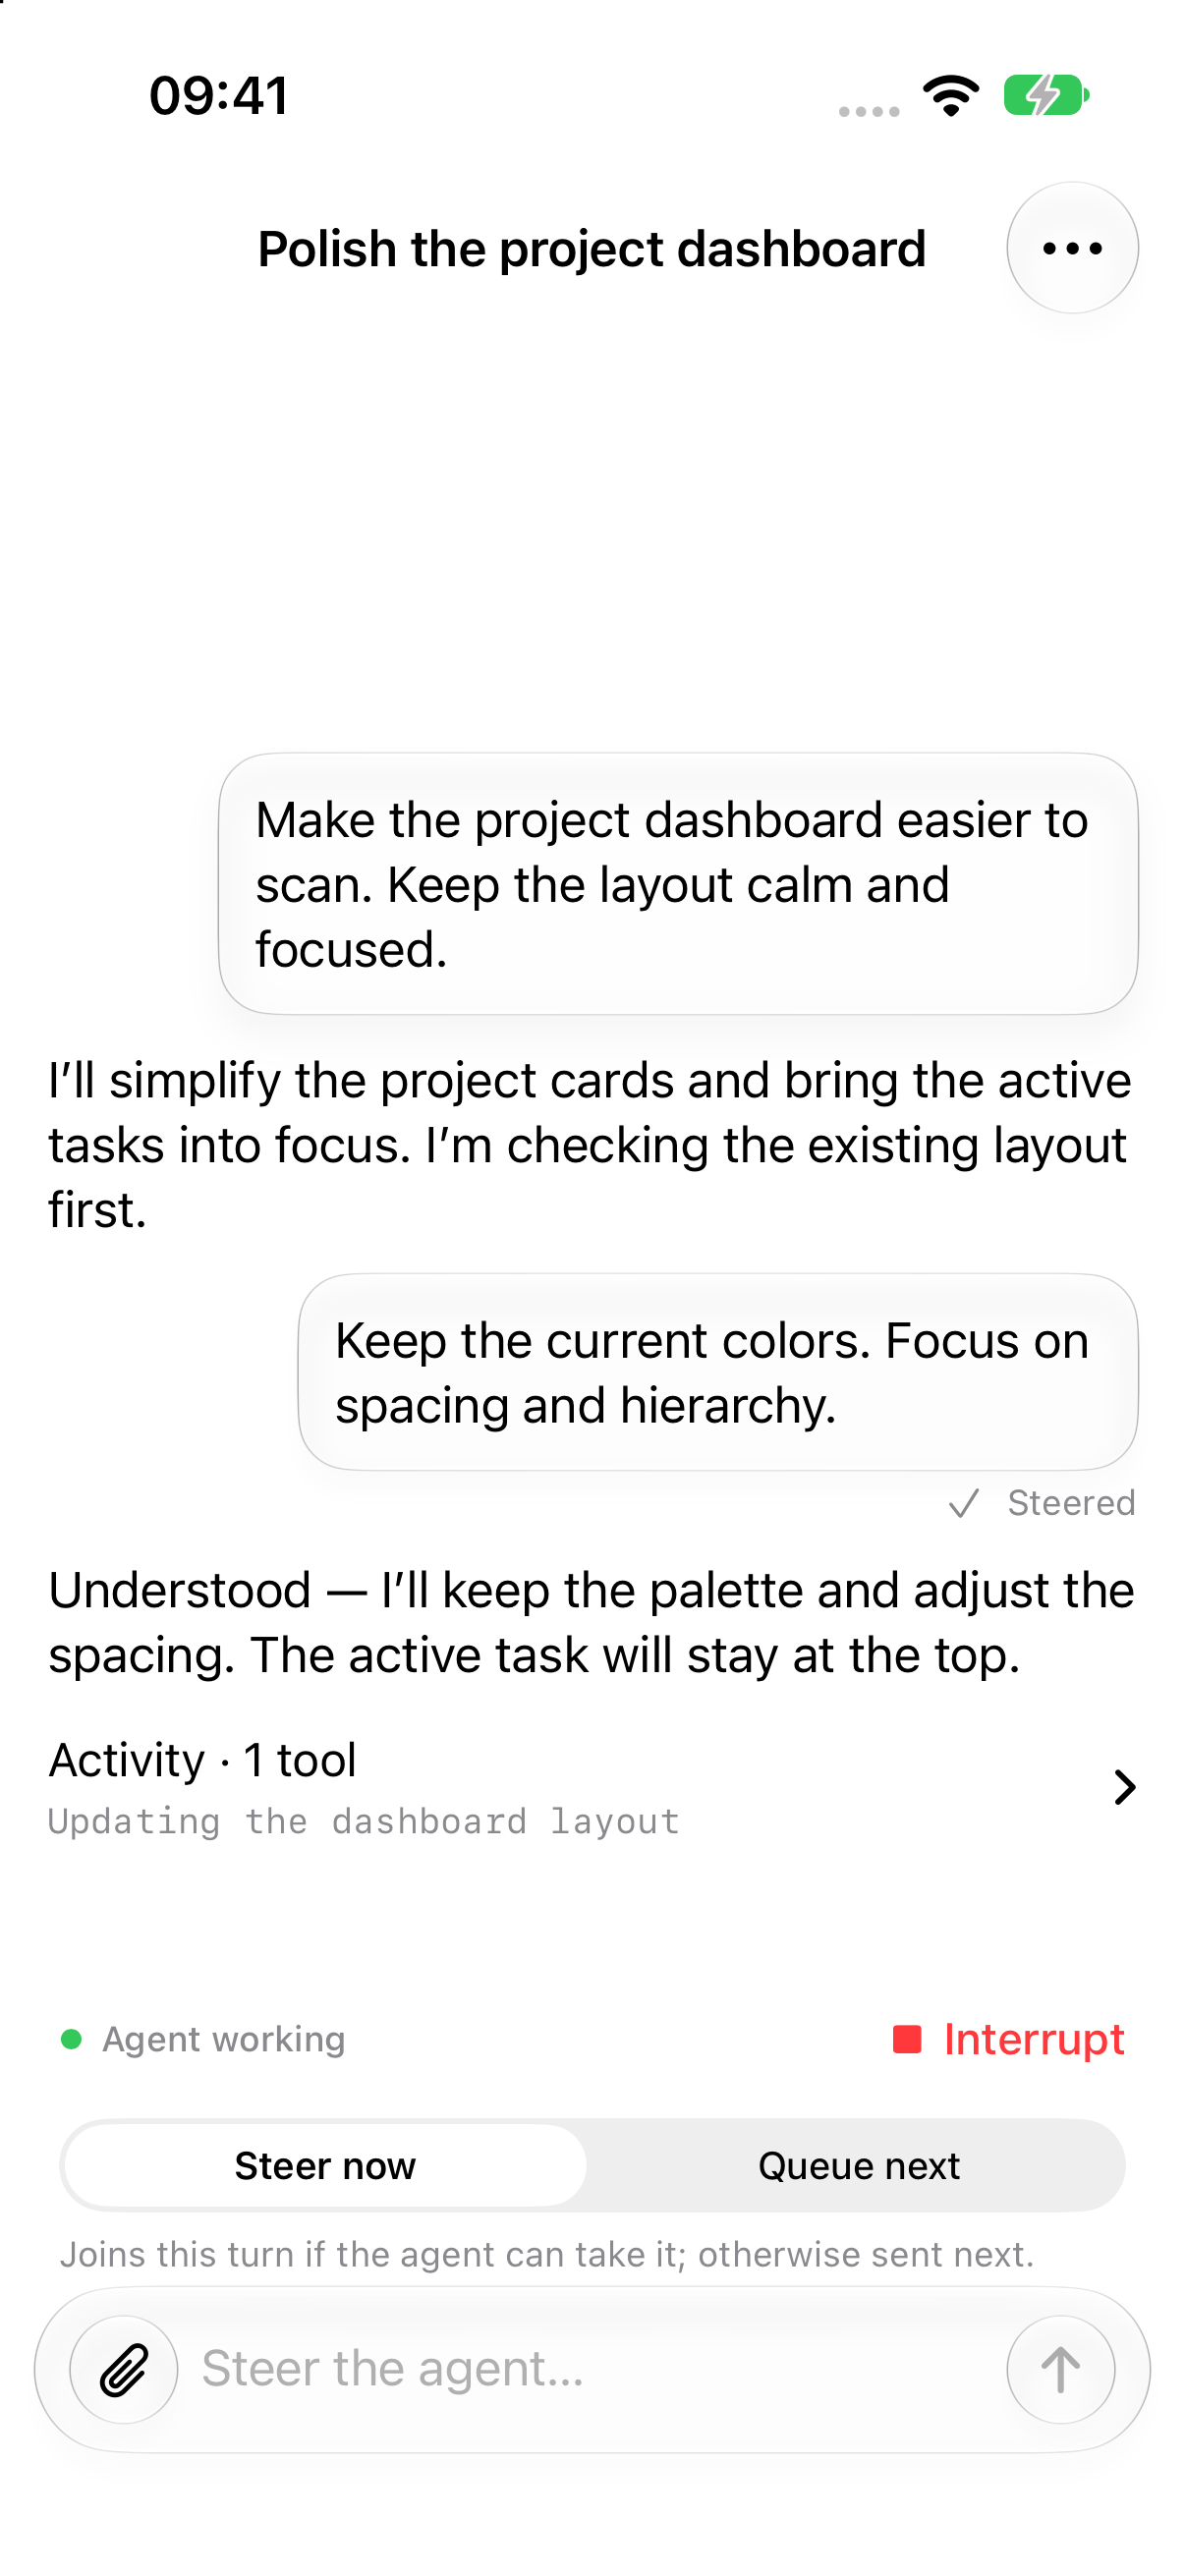 09:41
Polish the project dashboard
Make the project dashboard easier to
scan. Keep the layout calm and
focused.
I’ll simplify the project cards and bring the active
tasks into focus. I’m checking the existing layout
first.
Keep the current colors. Focus on
spacing and hierarchy.
Steered
Understood — I’ll keep the palette and adjust the
spacing. The active task will stay at the top.
Activity · 1 tool
Updating the dashboard layout
Agent working
Interrupt
Steer now
Queue next
Joins this turn if the agent can take it; otherwise sent next.
Steer the agent...